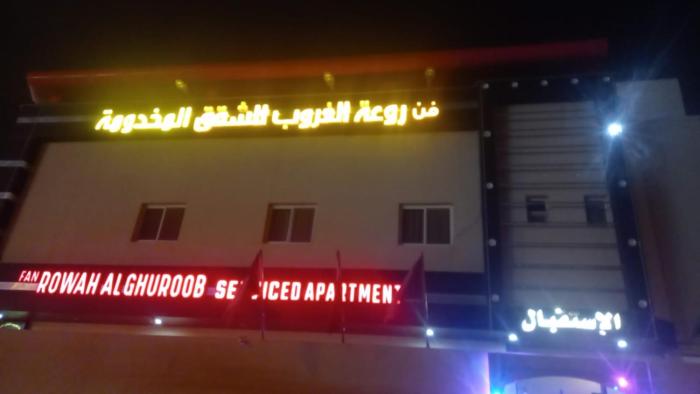 فن روعة الغروب للشقق المخدومة
FAN ROWAH ALGHUROOB SERVICED APARTMENT
الإستقبال